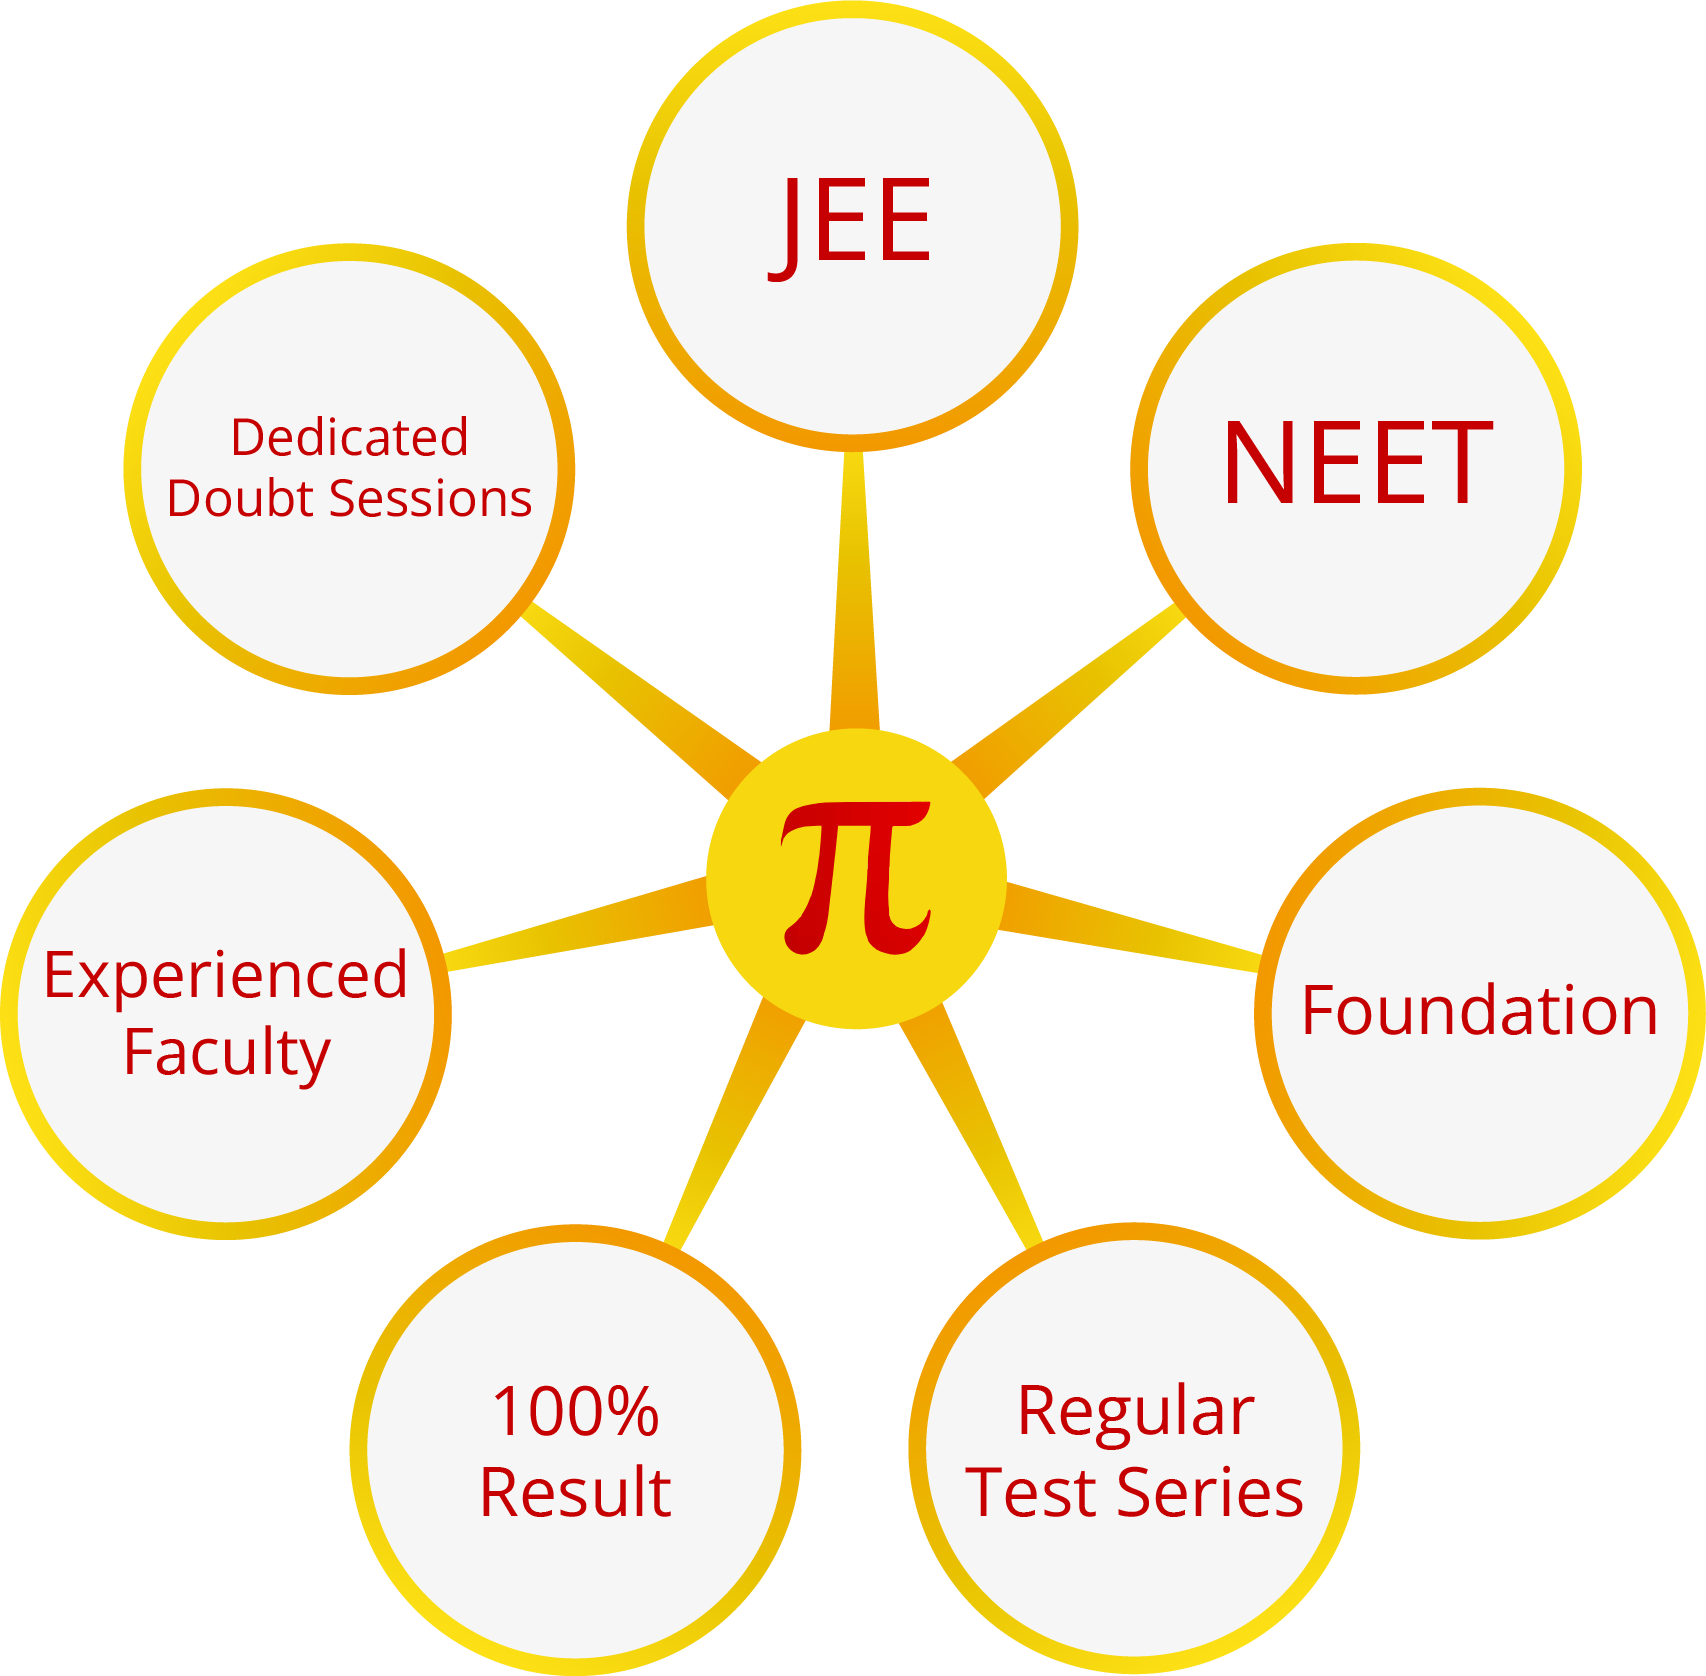 JEE
NEET
Foundation
Regular
Test Series
100%
Result
Experienced
Faculty
Dedicated
Doubt Sessions
π